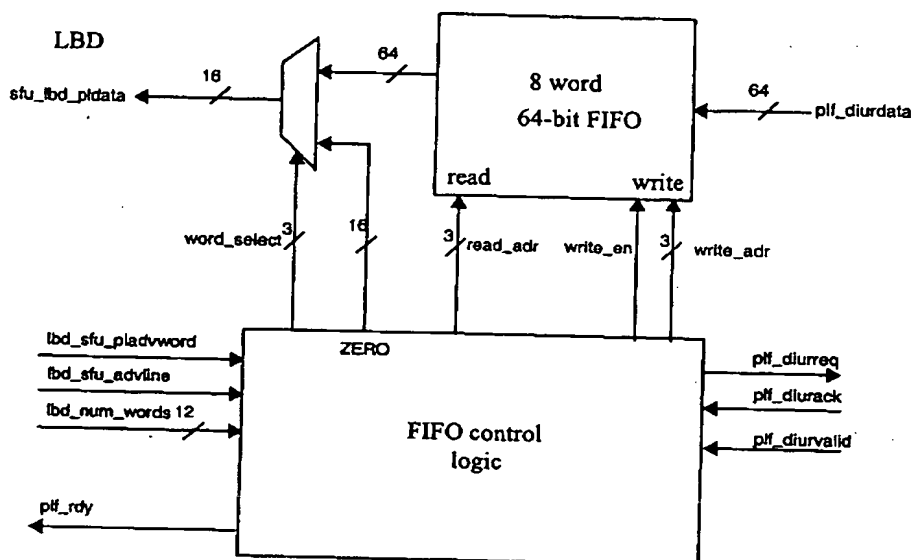 LBD
64
8 word
16
64
sfu_lbd_pldata
64-bit FIFO
plf_diurdata
read
write
word_select
3
16
3
read_adr
write_en
3
write_adr
lbd_sfu_pladvword
ZERO
plf_diurreq
lbd_sfu_advline
plf_diurack
lbd_num_words 12
FIFO control
plf_diurvalid
logic
plf_rdy